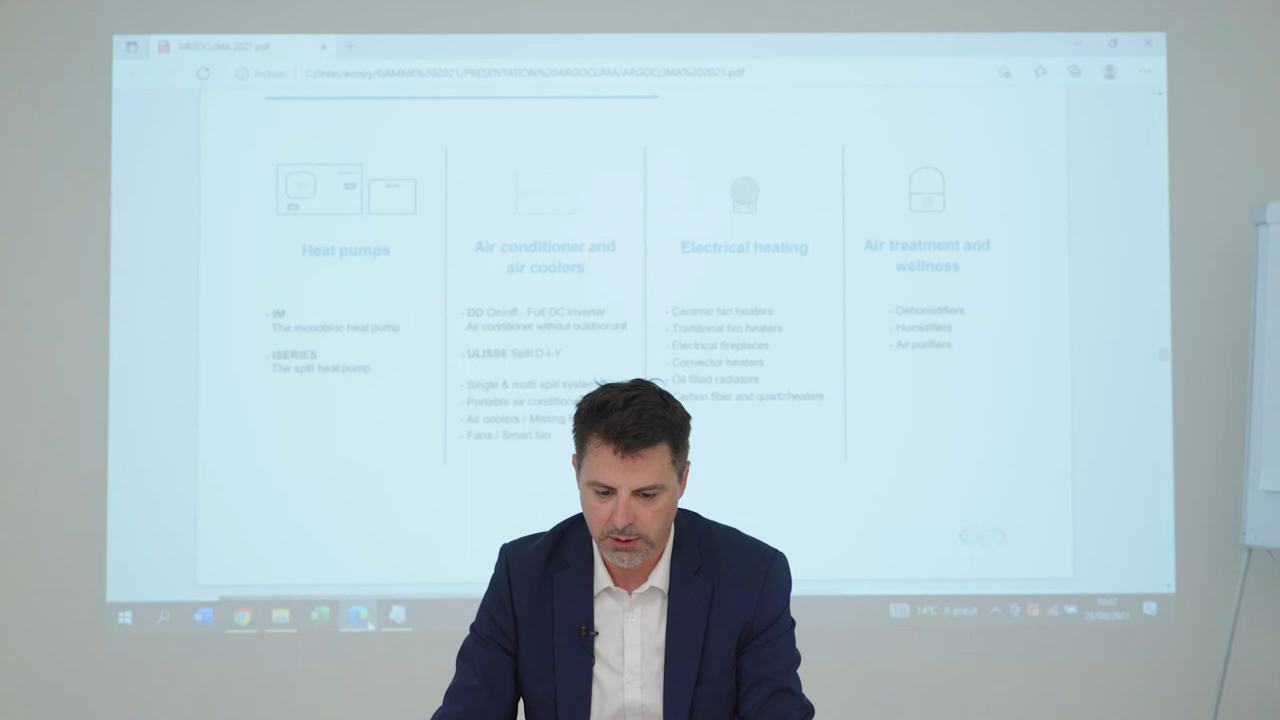 ARGOCLIMA 2021.pdf
Fichier
C:/Intel/ecopy/GAMME%202021/PRESENTATION%20ARGOCLIMA/ARGOCLIMA%202021.pdf
Heat pumps
- IM
The monobloc heat pump
- ISERIES
The split heat pump
Air conditioner and
air coolers
- DD On/off - Full DC Inverter
Air conditioner without outdoor unit
- ULISSE Split D-I-Y
- Single & multi split system
- Portable air condition
- Air coolers / Misting
- Fans / Smart fan
Electrical heating
- Ceramic fan heaters
- Traditional fan heaters
- Electrical fireplaces
- Convector heaters
- Oil filled radiators
Carbon fiber and quartz heaters
Air treatment and
wellness
- Dehumidifiers
- Humidifiers
- Air purifiers
14°C